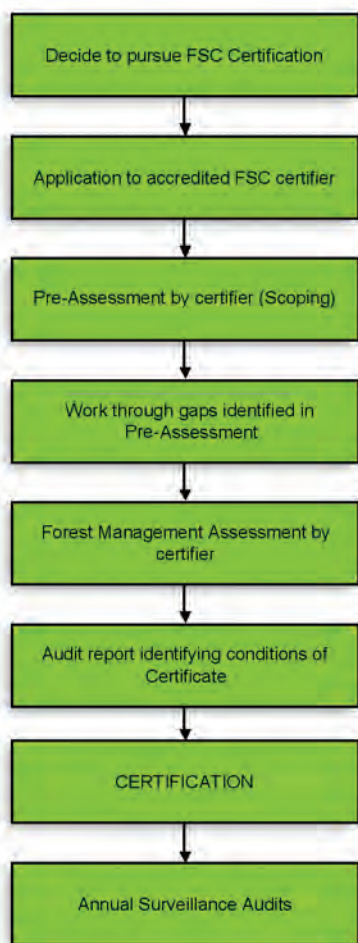 Decide to pursue FSC Certification
Application to accredited FSC certifier
Pre-Assessment by certifier (Scoping)
Work through gaps identified in
Pre-Assessment
Forest Management Assessment by
certifier
Audit report identifying conditions of
Certificate
CERTIFICATION
Annual Surveillance Audits